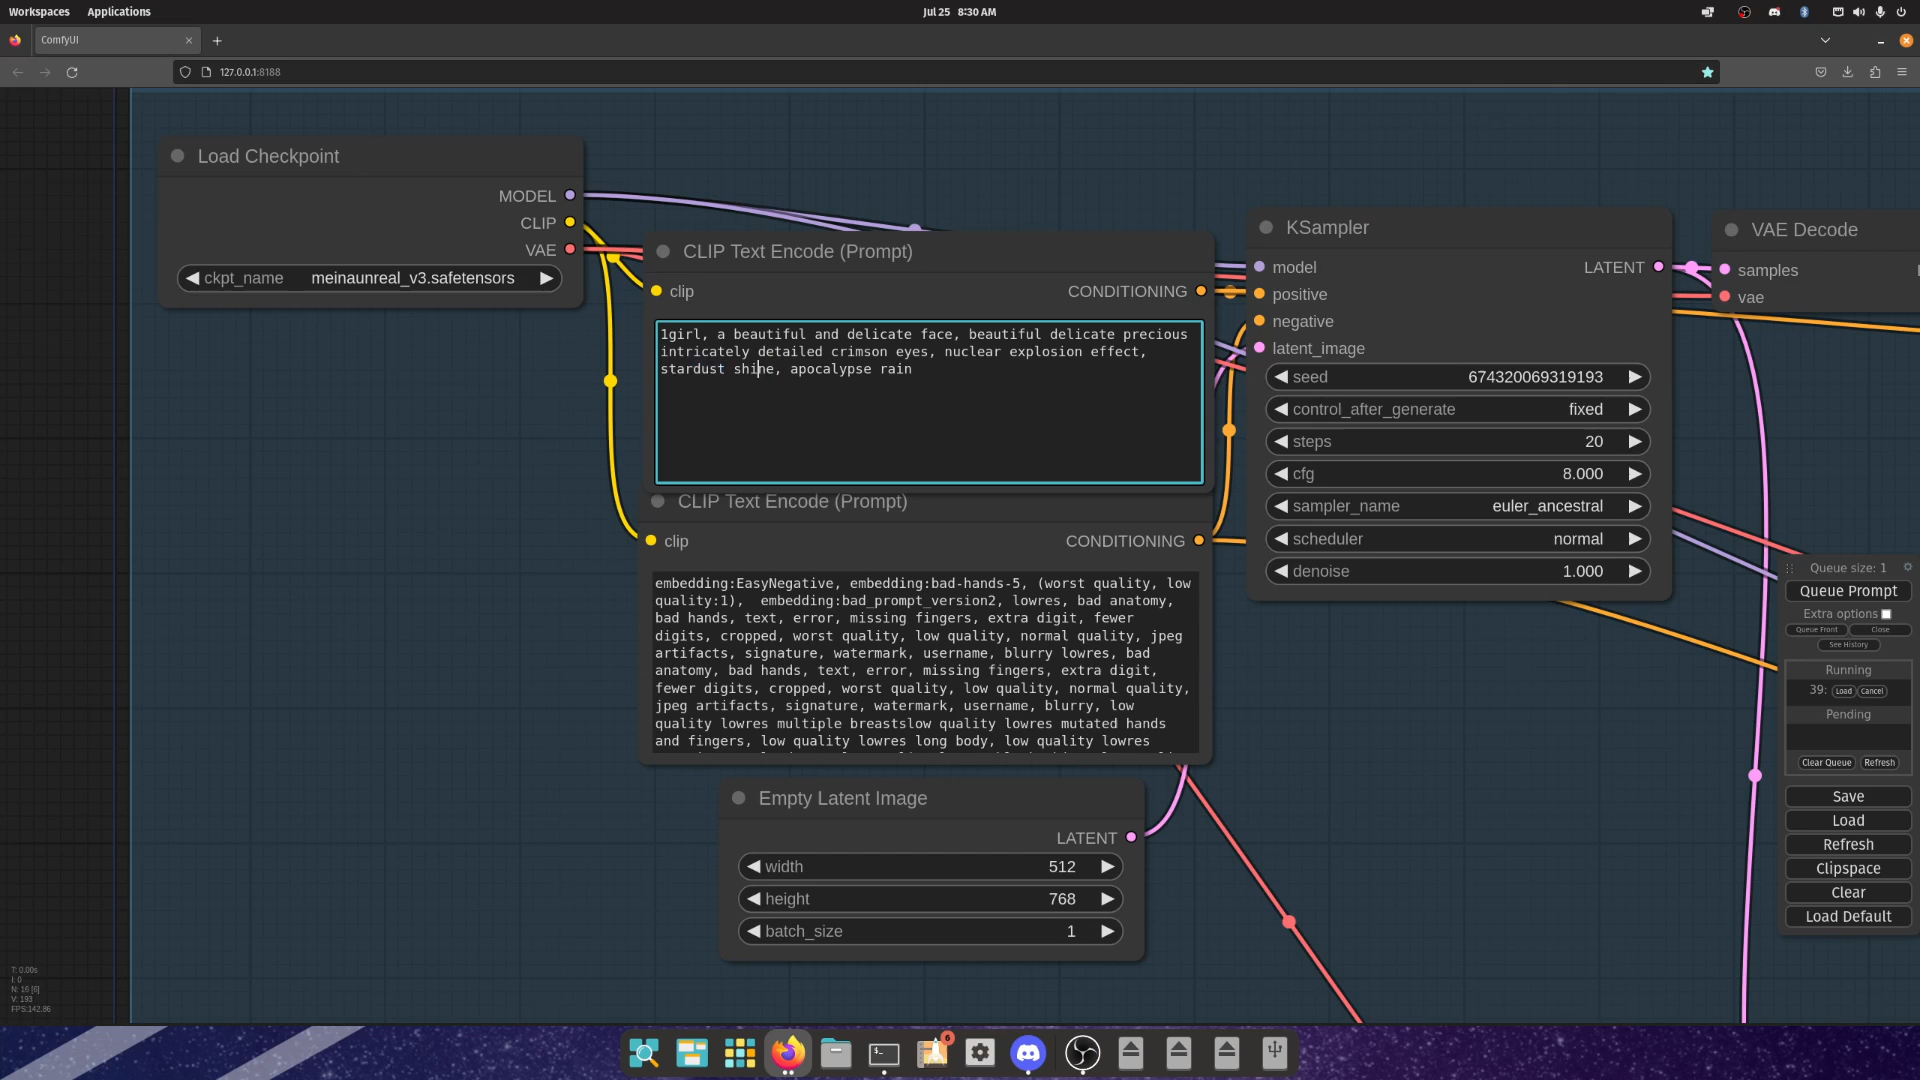 Workspaces Applications Jul 25 8:30 AM
ComfyUI
127.0.0.1:8188
Load Checkpoint
MODEL
CLIP
VAE
ckpt_name meinaunreal_v3.safetensors
CLIP Text Encode (Prompt)
clip CONDITIONING
1girl, a beautiful and delicate face, beautiful delicate precious
intricately detailed crimson eyes, nuclear explosion effect,
stardust shine, apocalypse rain
CLIP Text Encode (Prompt)
clip CONDITIONING
embedding:EasyNegative, embedding:bad-hands-5, (worst quality, low
quality:1),  embedding:bad_prompt_version2, lowres, bad anatomy,
bad hands, text, error, missing fingers, extra digit, fewer
digits, cropped, worst quality, low quality, normal quality, jpeg
artifacts, signature, watermark, username, blurry lowres, bad
anatomy, bad hands, text, error, missing fingers, extra digit,
fewer digits, cropped, worst quality, low quality, normal quality,
jpeg artifacts, signature, watermark, username, blurry, low
quality lowres multiple breastslow quality lowres mutated hands
and fingers, low quality lowres long body, low quality lowres
Empty Latent Image
LATENT
width 512
height 768
batch_size 1
KSampler
model LATENT
positive
negative
latent_image
seed 674320069319193
control_after_generate fixed
steps 20
cfg 8.000
sampler_name euler_ancestral
scheduler normal
denoise 1.000
VAE Decode
samples
vae
Queue size: 1
Queue Prompt
Extra options
Queue Front Close
See History
Running
39: Load Cancel
Pending
Clear Queue Refresh
Save
Load
Refresh
Clipspace
Clear
Load Default
T: 0.00s
I: 0
N: 16 [6]
V: 193
FPS:142.86
6